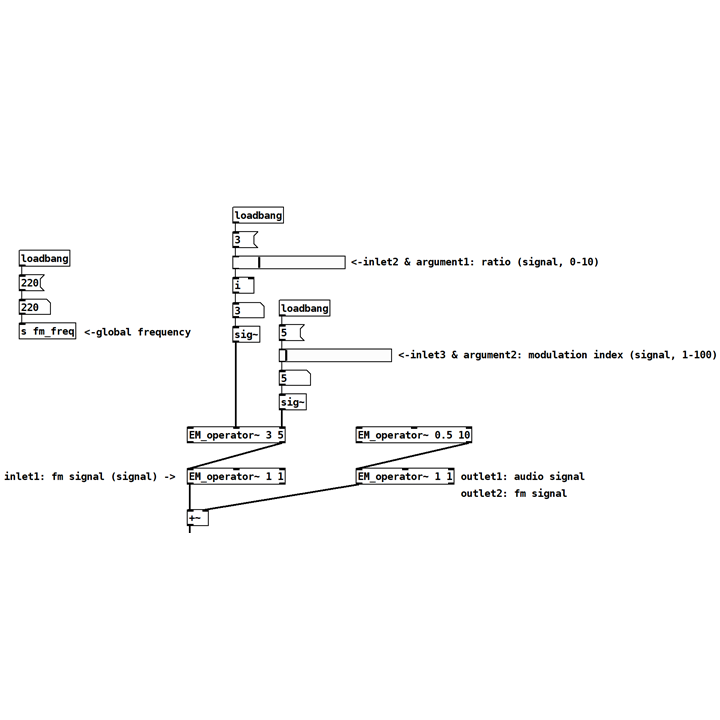 loadbang
3
<-inlet2 & argument1: ratio (signal, 0-10)
i
3
sig~
loadbang
220
220
s fm_freq
<-global frequency
loadbang
5
<-inlet3 & argument2: modulation index (signal, 1-100)
5
sig~
EM_operator~ 3 5
EM_operator~ 0.5 10
inlet1: fm signal (signal) ->
EM_operator~ 1 1
EM_operator~ 1 1
outlet1: audio signal
outlet2: fm signal
+~